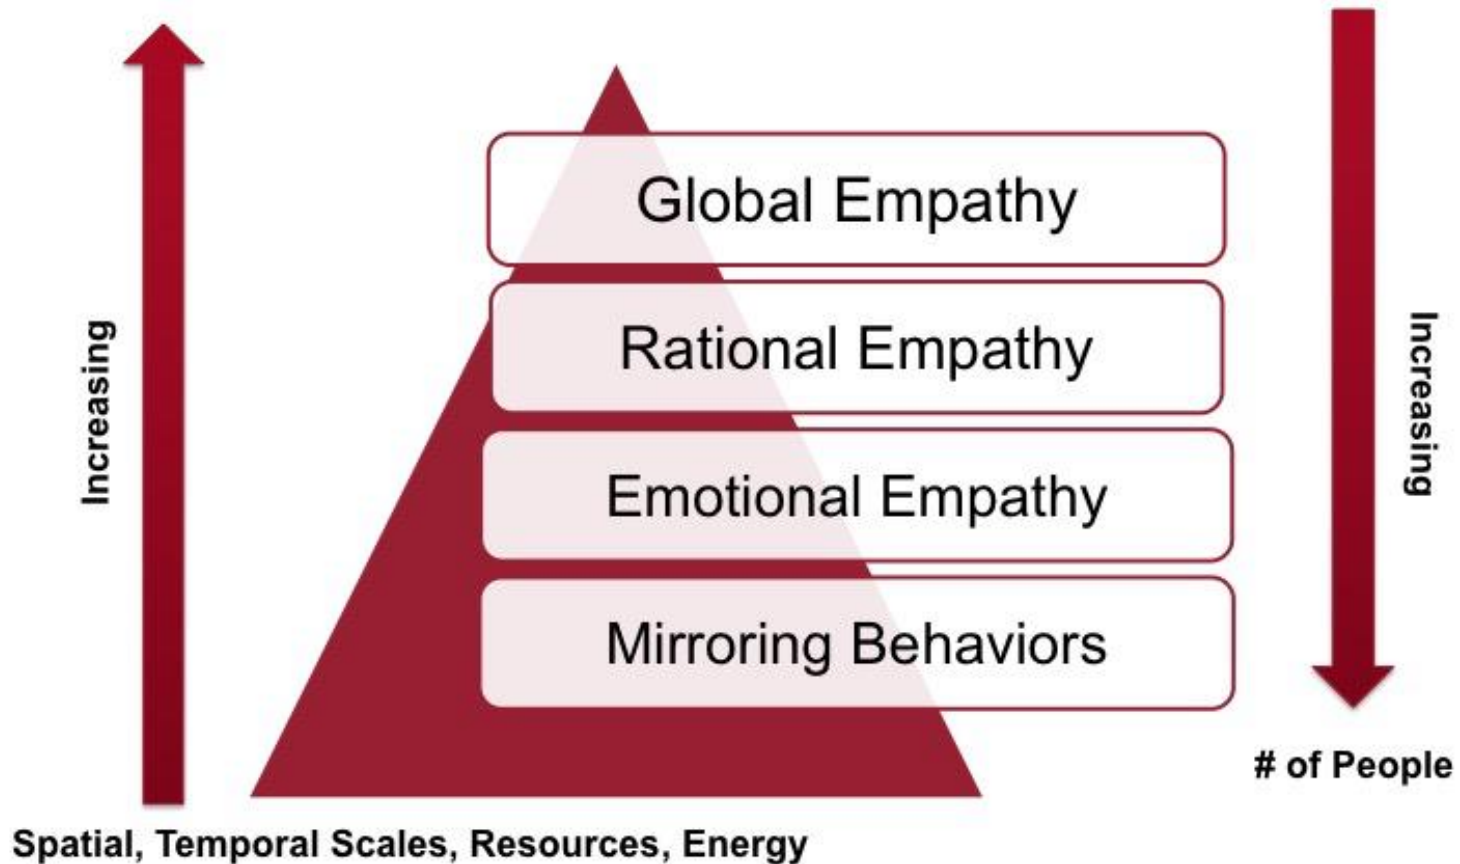 Global Empathy
Rational Empathy
Emotional Empathy
Mirroring Behaviors
Increasing
Increasing
# of People
Spatial, Temporal Scales, Resources, Energy